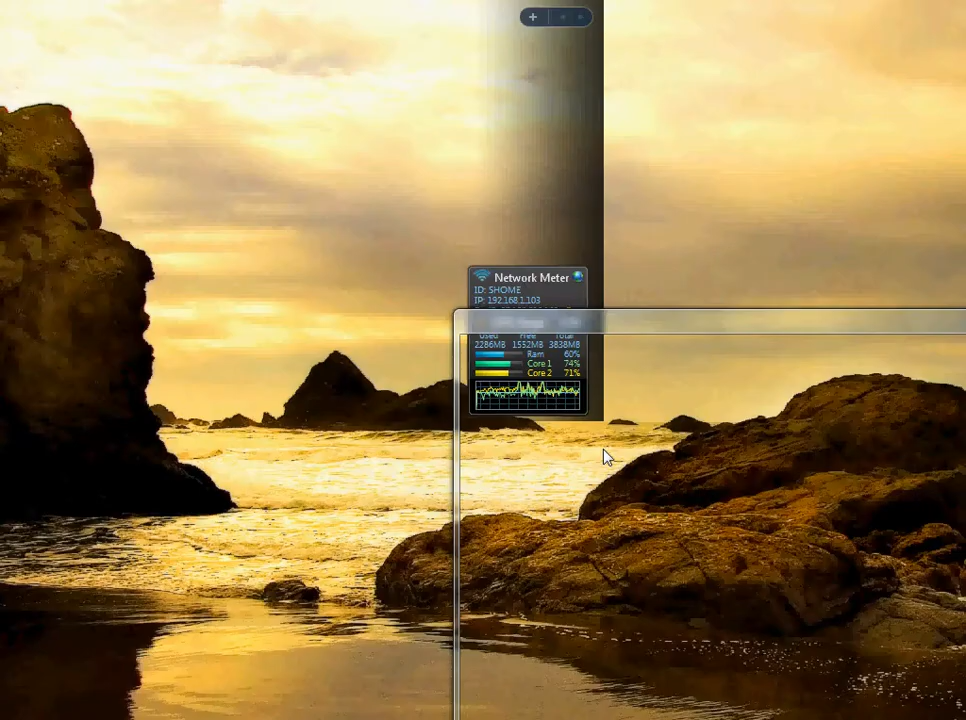 Network Meter
ID: SHOME
IP: 192.168.1.103
Used Free Total
2286MB 1552MB 3838MB
Ram 60%
Core 1 74%
Core 2 71%